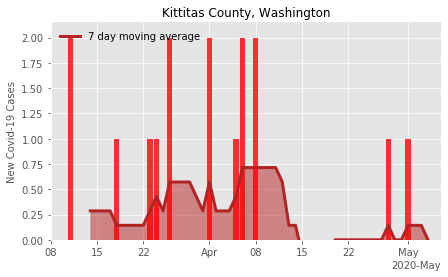 Kittitas County, Washington
7 day moving average
New Covid-19 Cases
2.00
1.75
1.50
1.25
1.00
0.75
0.50
0.25
0.00
08 15 22 Apr 08 15 22 May
2020-May